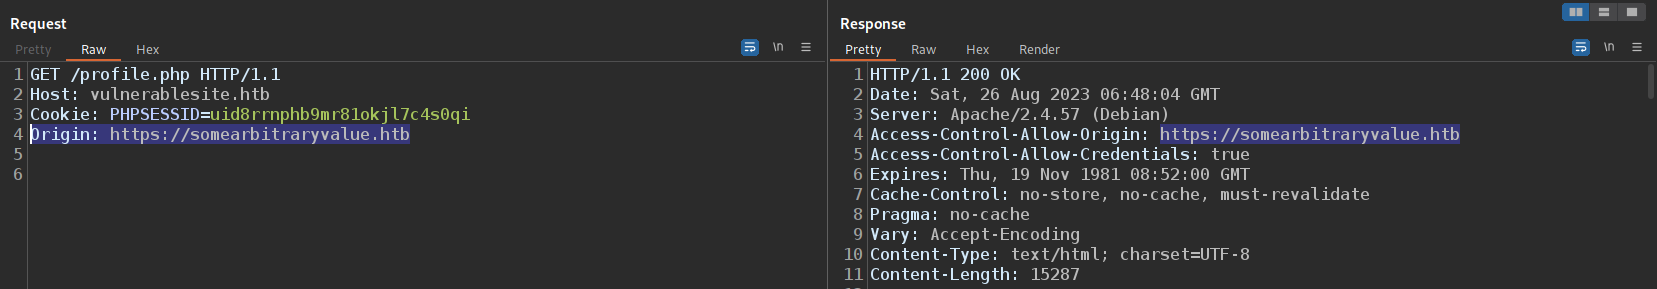 Request
Pretty Raw Hex \n
1 GET /profile.php HTTP/1.1
2 Host: vulnerablesite.htb
3 Cookie: PHPSESSID=uid8rrnphb9mr81okjl7c4s0qi
4 Origin: https://somearbitraryvalue.htb
5
6
Response
Pretty Raw Hex Render \n
1 HTTP/1.1 200 OK
2 Date: Sat, 26 Aug 2023 06:48:04 GMT
3 Server: Apache/2.4.57 (Debian)
4 Access-Control-Allow-Origin: https://somearbitraryvalue.htb
5 Access-Control-Allow-Credentials: true
6 Expires: Thu, 19 Nov 1981 08:52:00 GMT
7 Cache-Control: no-store, no-cache, must-revalidate
8 Pragma: no-cache
9 Vary: Accept-Encoding
10 Content-Type: text/html; charset=UTF-8
11 Content-Length: 15287